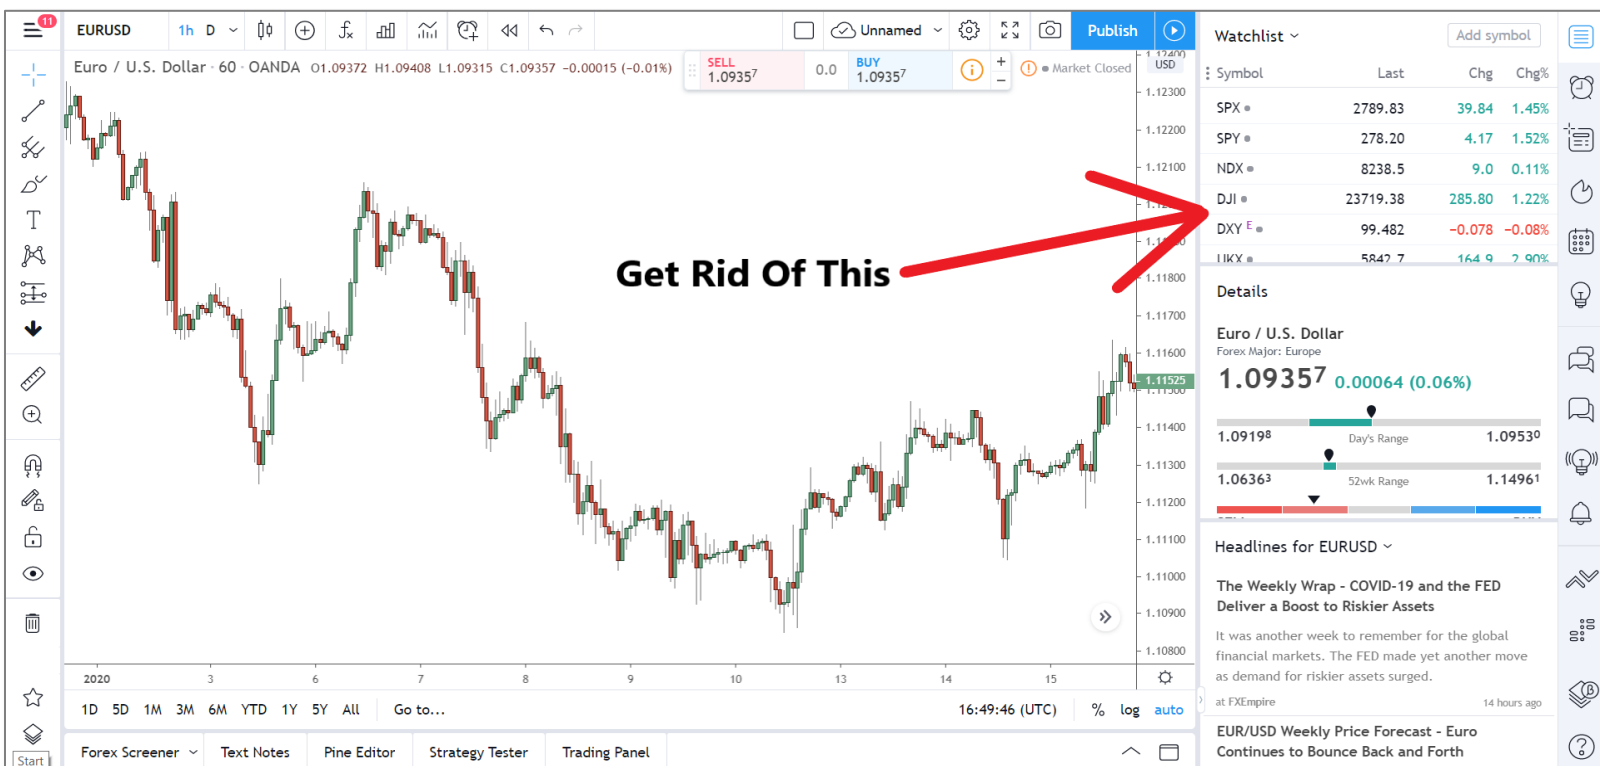 11
EURUSD
1h D
Unnamed
Publish
Euro / U.S. Dollar · 60 · OANDA O1.09372 H1.09408 L1.09315 C1.09357 −0.00015 (−0.01%)
SELL
1.09357
0.0
BUY
1.09357
Market Closed
1.12400
USD
1.12300
1.12200
1.12100
1.11800
1.11700
1.11600
1.11525
1.11400
1.11300
1.11200
1.11100
1.11000
1.10900
1.10800
Get Rid Of This
2020 3 6 7 8 9 10 13 14 15
1D 5D 1M 3M 6M YTD 1Y 5Y All Go to...
16:49:46 (UTC) % log auto
Forex Screener Text Notes Pine Editor Strategy Tester Trading Panel
Start
Watchlist
Add symbol
Symbol Last Chg Chg%
SPX 2789.83 39.84 1.45%
SPY 278.20 4.17 1.52%
NDX 8238.5 9.0 0.11%
DJI 23719.38 285.80 1.22%
DXY E 99.482 −0.078 −0.08%
UKX 5842.7 164.9 2.90%
Details
Euro / U.S. Dollar
Forex Major: Europe
1.09357 0.00064 (0.06%)
1.09198 Day's Range 1.09530
1.06363 52wk Range 1.14961
Headlines for EURUSD
The Weekly Wrap - COVID-19 and the FED
Deliver a Boost to Riskier Assets
It was another week to remember for the global
financial markets. The FED made yet another move
as demand for riskier assets surged.
at FXEmpire 14 hours ago
EUR/USD Weekly Price Forecast - Euro
Continues to Bounce Back and Forth